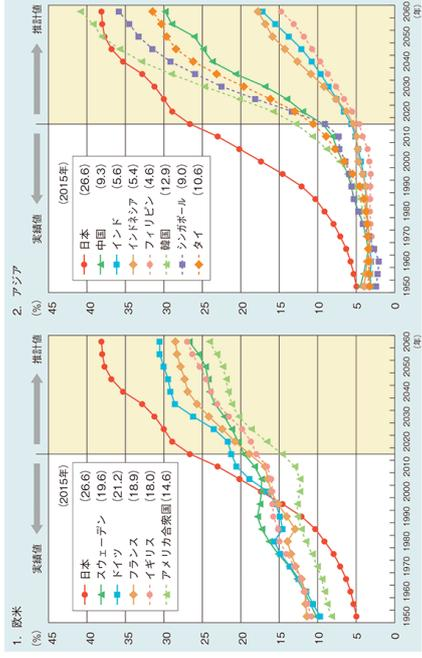 1. 欧米
(%)
実績値
推計値
45
40
35
30
25
20
15
10
5
0
(2015年)
日本 (26.6)
スウェーデン (19.6)
ドイツ (21.2)
フランス (18.9)
イギリス (18.0)
アメリカ合衆国 (14.6)
1950 1960 1970 1980 1990 2000 2010 2020 2030 2040 2050 2060
(年)
2. アジア
(%)
実績値
推計値
45
40
35
30
25
20
15
10
5
0
(2015年)
日本 (26.6)
中国 (9.3)
インド (5.6)
インドネシア (5.4)
フィリピン (4.6)
韓国 (12.9)
シンガポール (9.0)
タイ (10.6)
1950 1960 1970 1980 1990 2000 2010 2020 2030 2040 2050 2060
(年)